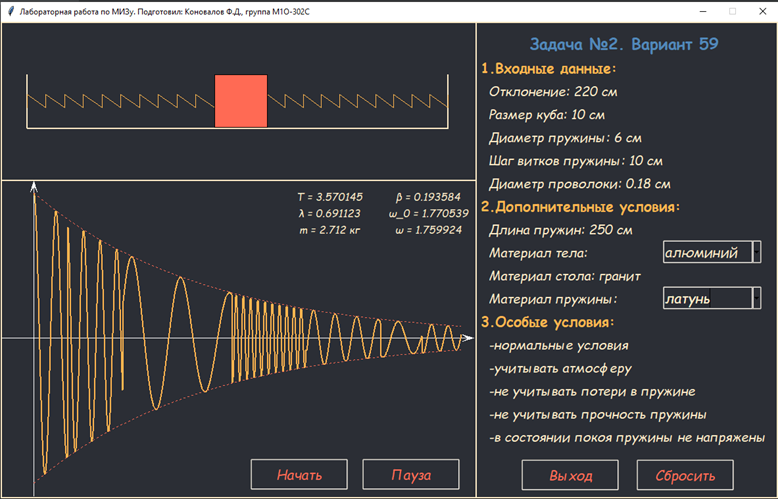 Лабораторная работа по МИЗу. Подготовил: Коновалов Ф.Д., группа М1О-302С
Задача №2. Вариант 59
1.Входные данные:
Отклонение: 220 см
Размер куба: 10 см
Диаметр пружины: 6 см
Шаг витков пружины: 10 см
Диаметр проволоки: 0.18 см
2.Дополнительные условия:
Длина пружин: 250 см
Материал тела: алюминий
Материал стола: гранит
Материал пружины: латунь
3.Особые условия:
-нормальные условия
-учитывать атмосферу
-не учитывать потери в пружине
-не учитывать прочность пружины
-в состоянии покоя пружины не напряжены
T = 3.570145 β = 0.193584
λ = 0.691123 ω_0 = 1.770539
m = 2.712 кг ω = 1.759924
Начать Пауза
Выход Сбросить